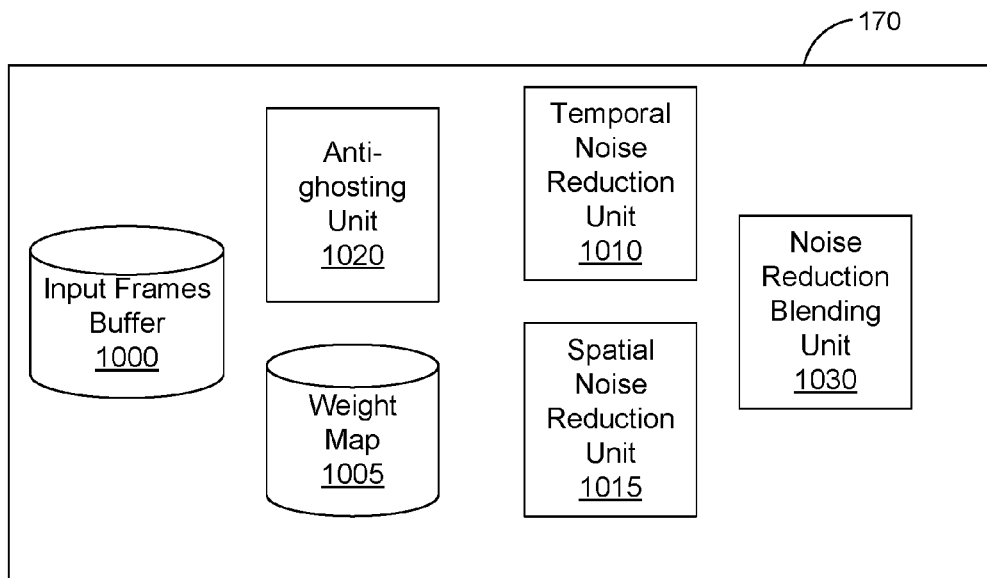 170
Input Frames
Buffer
1000
Anti-
ghosting
Unit
1020
Weight
Map
1005
Temporal
Noise
Reduction
Unit
1010
Spatial
Noise
Reduction
Unit
1015
Noise
Reduction
Blending
Unit
1030